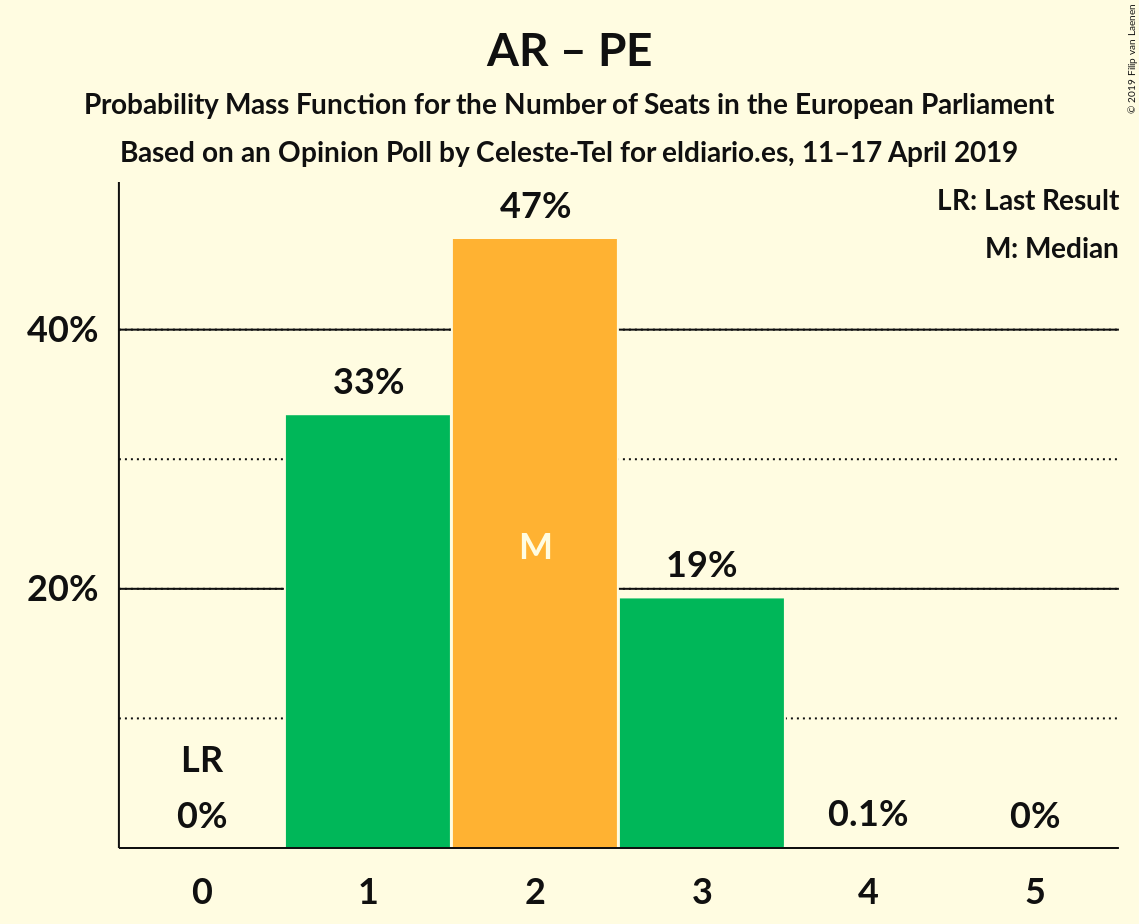 AR – PE
Probability Mass Function for the Number of Seats in the European Parliament
Based on an Opinion Poll by Celeste-Tel for eldiario.es, 11–17 April 2019
© 2019 Filip van Laenen
LR: Last Result
M: Median
47%
40%
33%
M
19%
20%
LR
0%
0.1%
0%
0 1 2 3 4 5